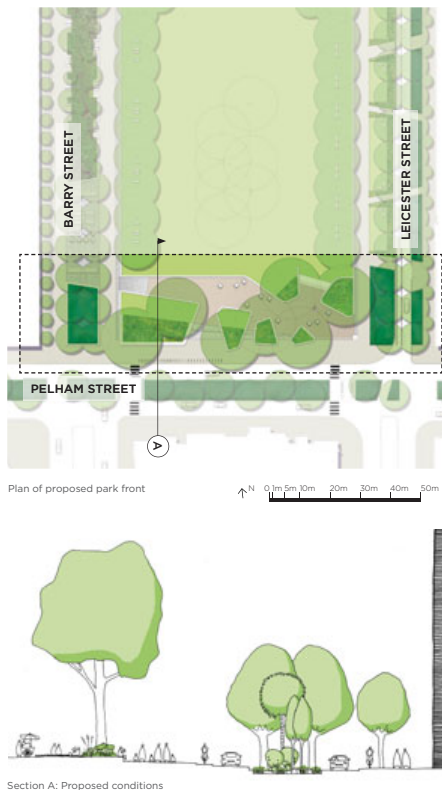 BARRY STREET
LEICESTER STREET
PELHAM STREET
A
Plan of proposed park front
N 0 1m 5m 10m 20m 30m 40m 50m
Section A: Proposed conditions